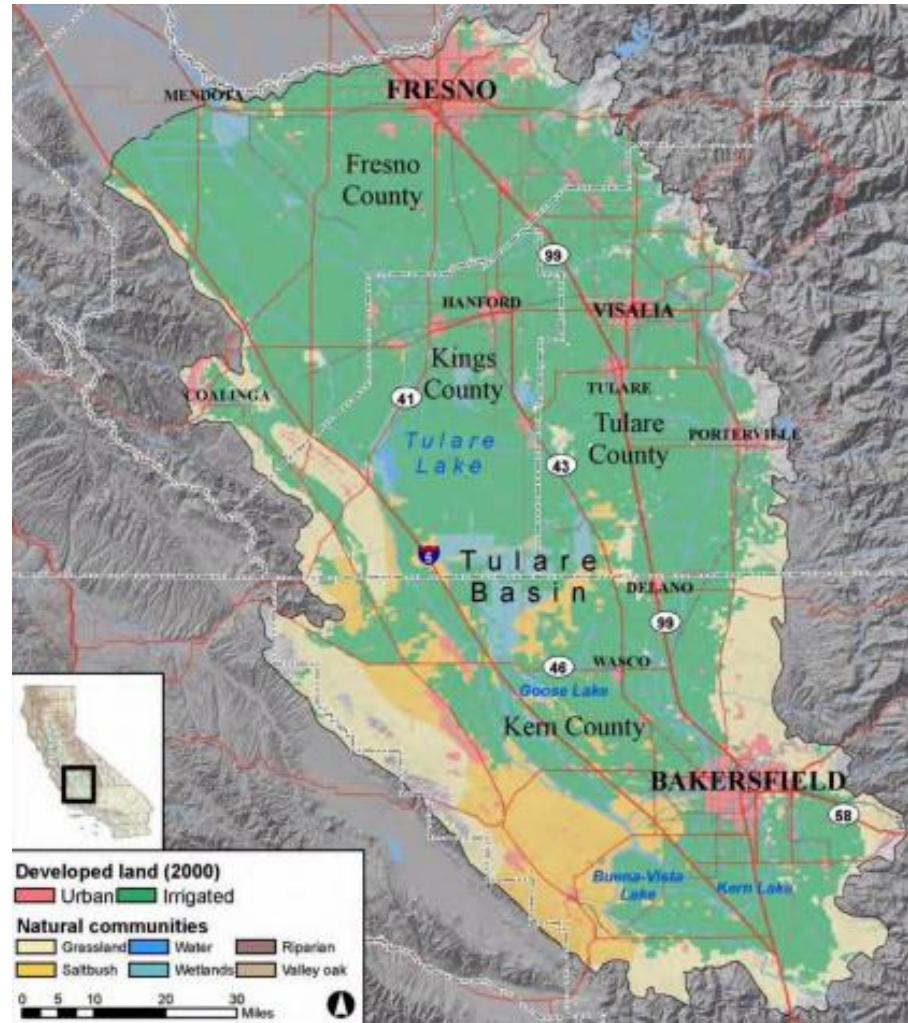 FRESNO
MENDOTA
Fresno
County
99
HANFORD
VISALIA
Kings
County
COALINGA
41
TULARE
Tulare
County
PORTERVILLE
Tulare
Lake
43
5
Tulare
Basin
DELANO
99
46
WASCO
Goose Lake
Kern County
BAKERSFIELD
58
Buena-Vista
Lake
Kern Lake
Developed land (2000)
Urban Irrigated
Natural communities
Grassland Water Riparian
Saltbush Wetlands Valley oak
0 5 10 20 30
Miles